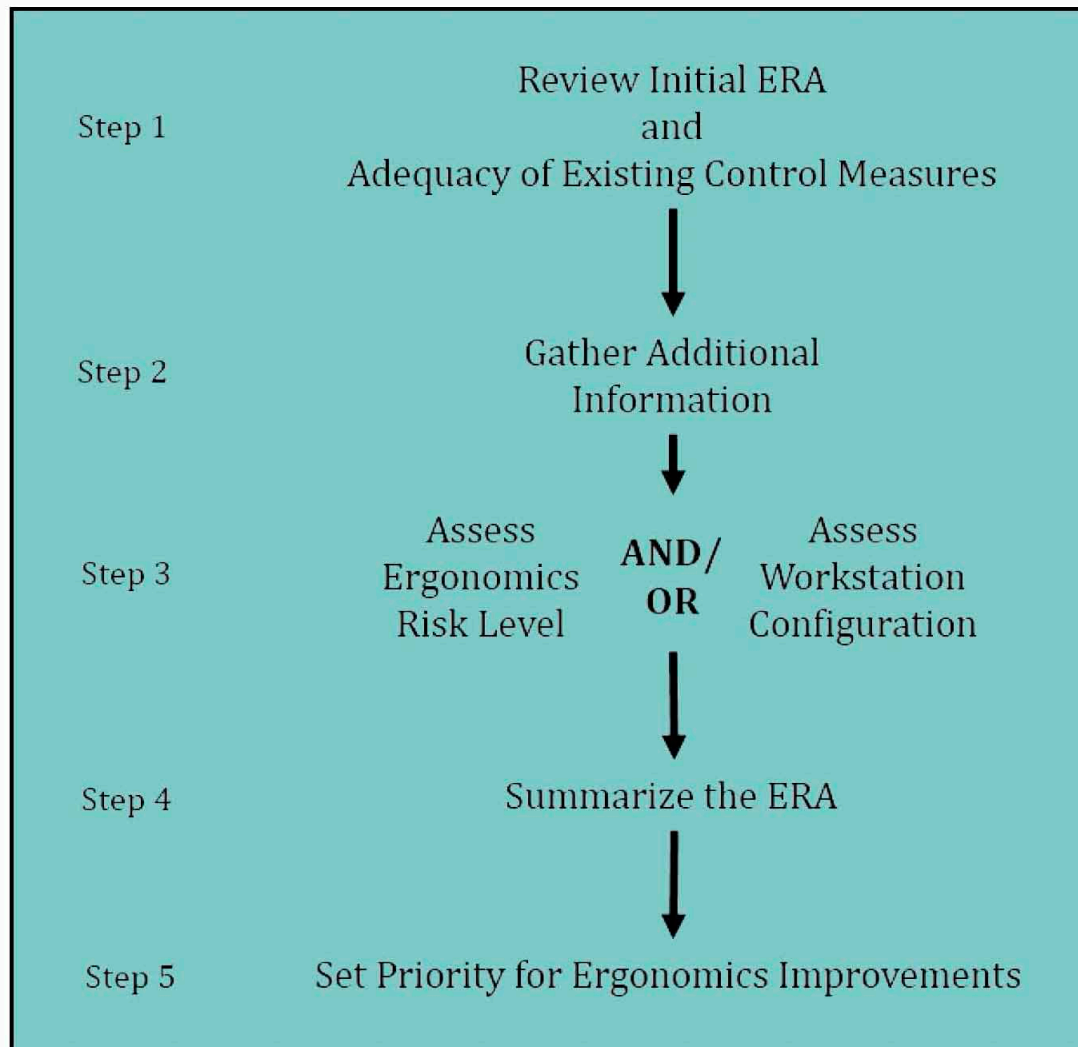 Step 1
Review Initial ERA
and
Adequacy of Existing Control Measures
Step 2
Gather Additional
Information
Step 3
Assess
Ergonomics
Risk Level
AND/
OR
Assess
Workstation
Configuration
Step 4
Summarize the ERA
Step 5
Set Priority for Ergonomics Improvements